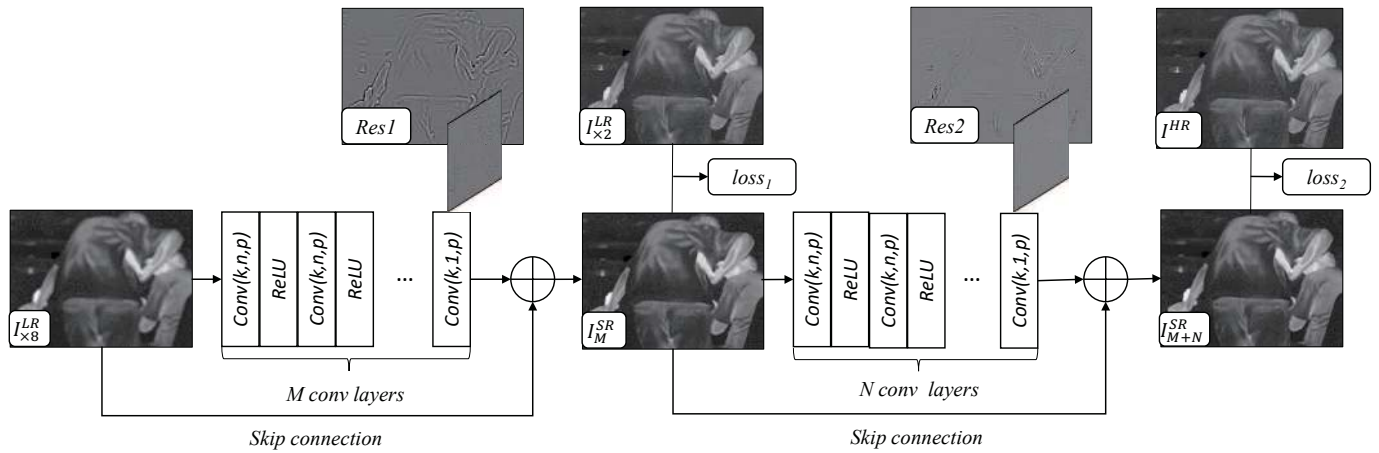 Res1
I^{LR}_{×2}
Res2
I^{HR}
loss_1
loss_2
I^{LR}_{×8}
Conv(k,n,p)
ReLU
Conv(k,n,p)
ReLU
...
Conv(k,1,p)
I^{SR}_{M}
Conv(k,n,p)
ReLU
Conv(k,n,p)
ReLU
...
Conv(k,1,p)
I^{SR}_{M+N}
M conv layers
N conv layers
Skip connection
Skip connection